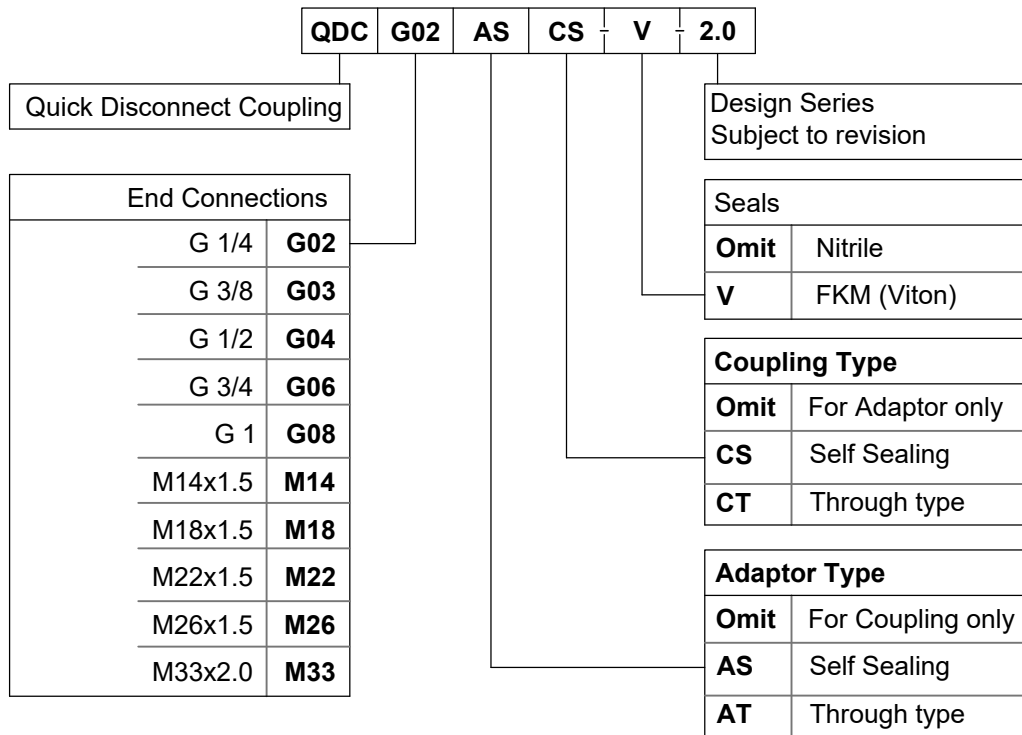 QDC G02 AS CS - V - 2.0
Quick Disconnect Coupling
Design Series
Subject to revision
End Connections
G 1/4 G02
G 3/8 G03
G 1/2 G04
G 3/4 G06
G 1 G08
M14x1.5 M14
M18x1.5 M18
M22x1.5 M22
M26x1.5 M26
M33x2.0 M33
Seals
Omit Nitrile
V FKM (Viton)
Coupling Type
Omit For Adaptor only
CS Self Sealing
CT Through type
Adaptor Type
Omit For Coupling only
AS Self Sealing
AT Through type